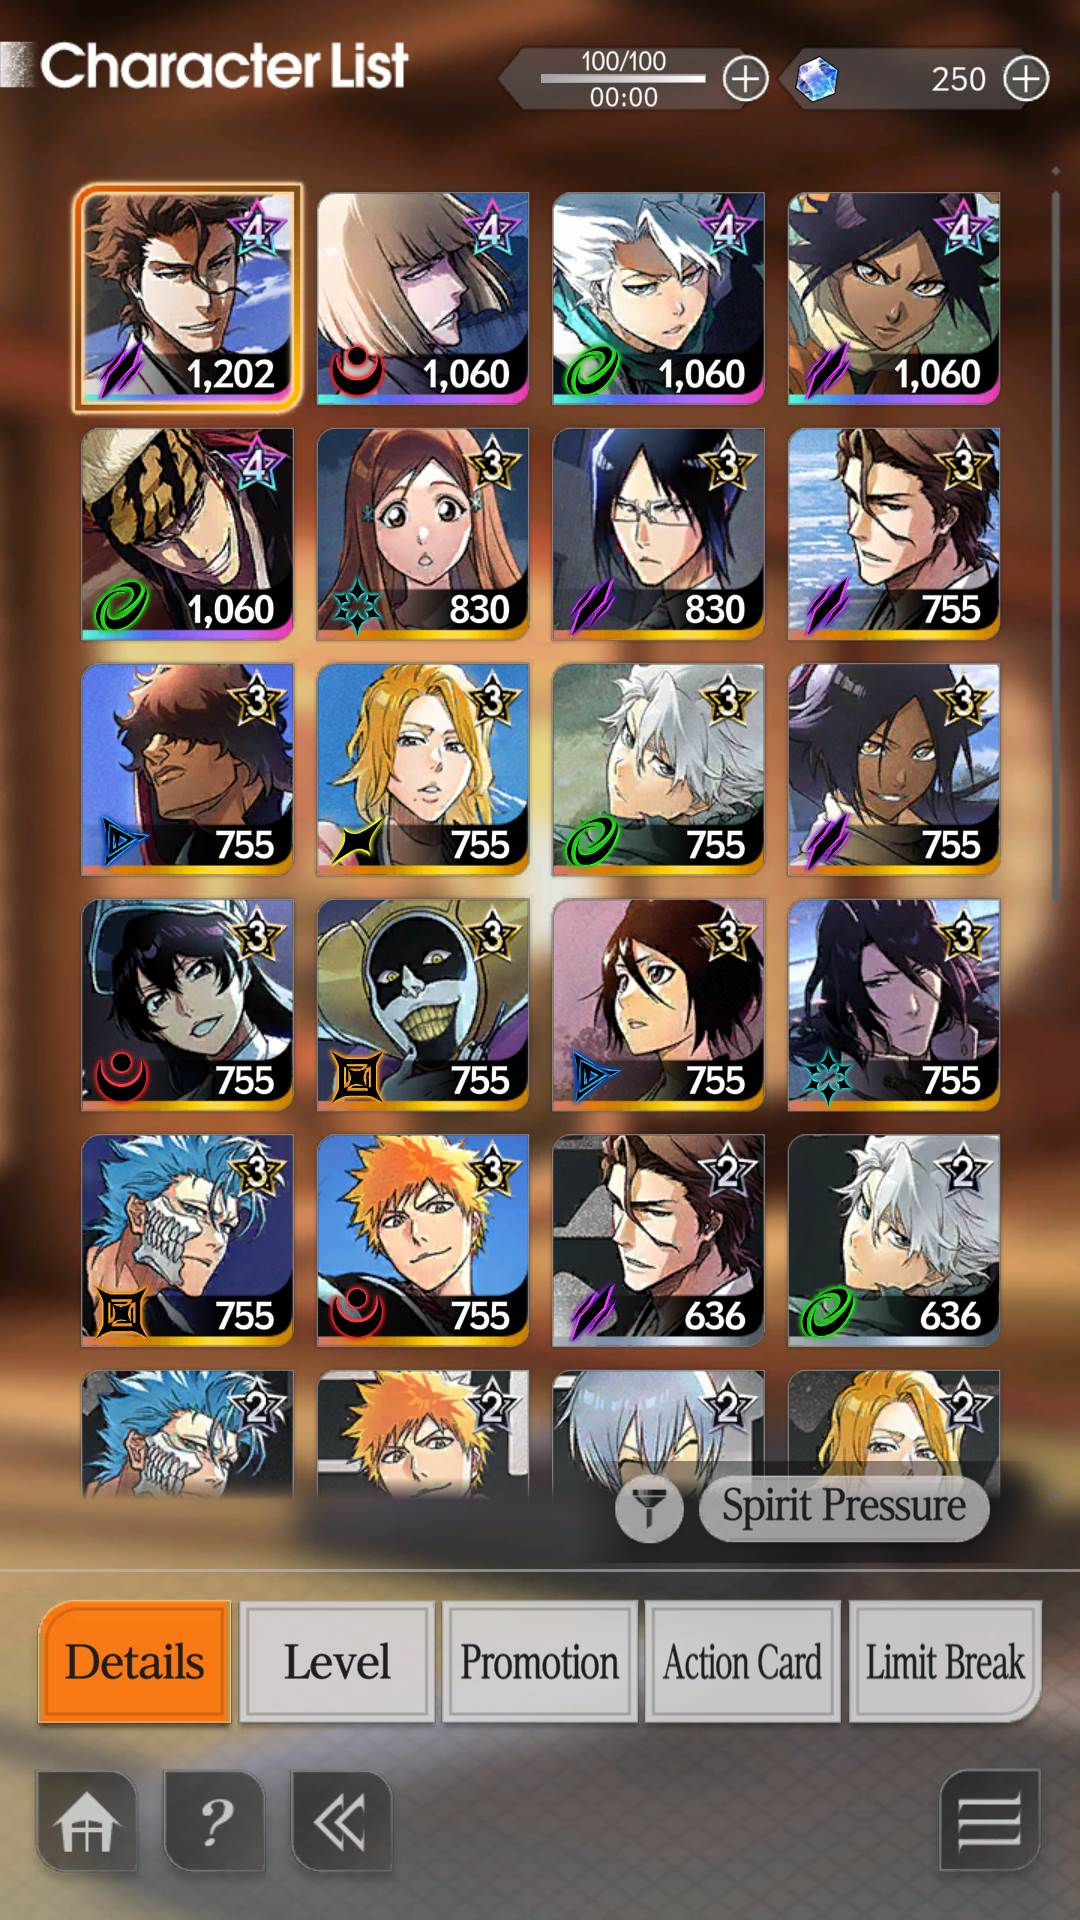 Character List
100/100
00:00
250
4 4 4 4
1,202 1,060 1,060 1,060
4 3 3 3
1,060 830 830 755
3 3 3 3
755 755 755 755
3 3 3 3
755 755 755 755
3 3 2 2
755 755 636 636
2 2 2 2
Spirit Pressure
Details Level Promotion Action Card Limit Break
?